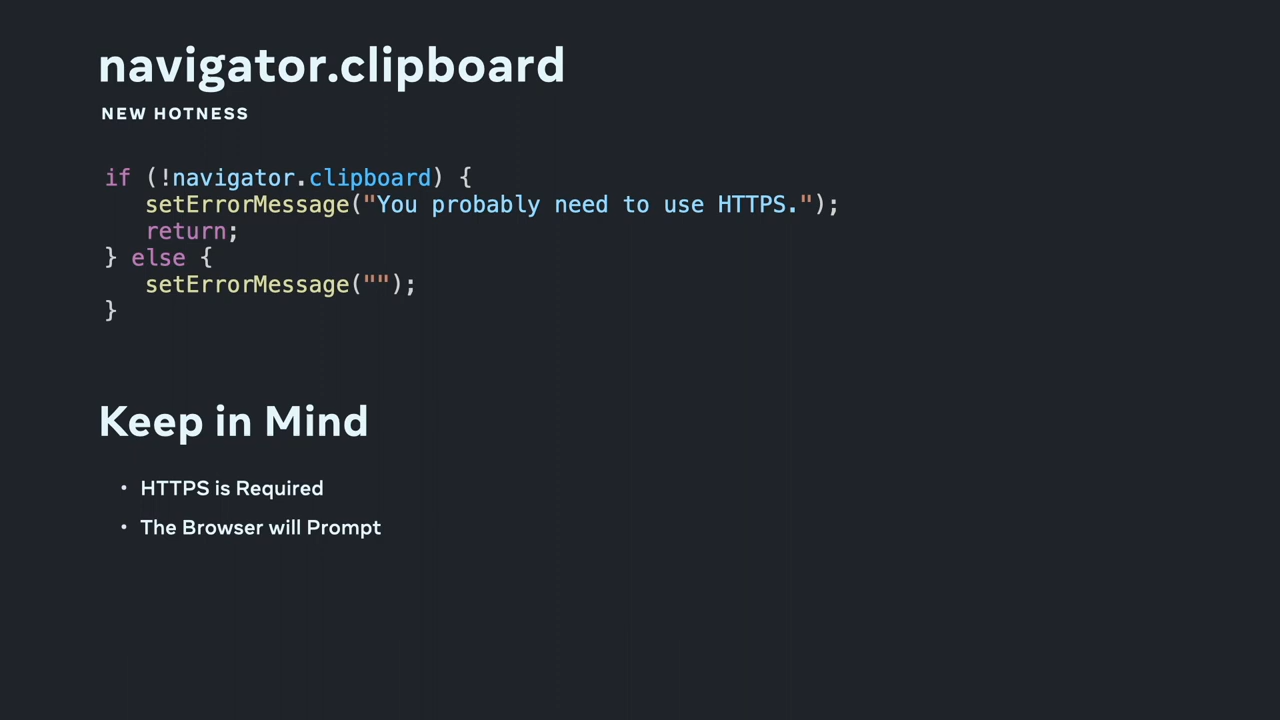 navigator.clipboard
NEW HOTNESS
if (!navigator.clipboard) {
   setErrorMessage("You probably need to use HTTPS.");
   return;
} else {
   setErrorMessage("");
}
Keep in Mind
• HTTPS is Required
• The Browser will Prompt